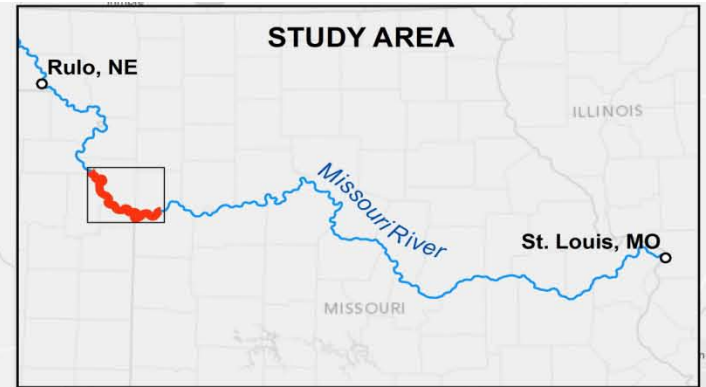 STUDY AREA
Rulo, NE
ILLINOIS
Missouri River
St. Louis, MO
MISSOURI